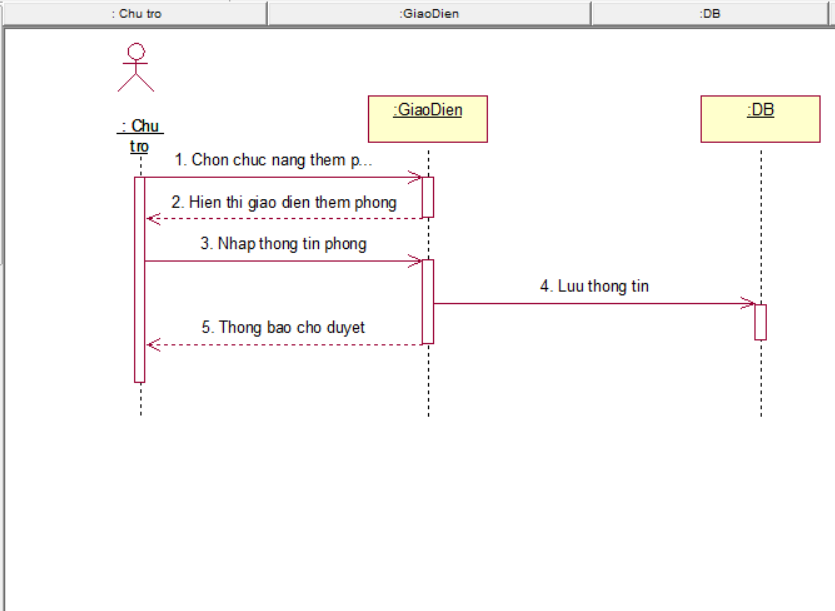 : Chu tro
:GiaoDien
:DB
: Chu
tro
:GiaoDien
:DB
1. Chon chuc nang them p...
2. Hien thi giao dien them phong
3. Nhap thong tin phong
4. Luu thong tin
5. Thong bao cho duyet